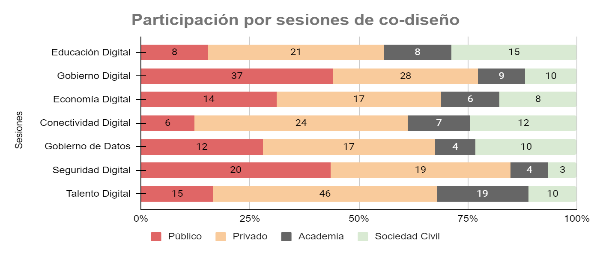 Participación por sesiones de co-diseño
Sesiones
Educación Digital 8 21 8 15
Gobierno Digital 37 28 9 10
Economía Digital 14 17 6 8
Conectividad Digital 6 24 7 12
Gobierno de Datos 12 17 4 10
Seguridad Digital 20 19 4 3
Talento Digital 15 46 19 10
0% 25% 50% 75% 100%
Público Privado Academia Sociedad Civil